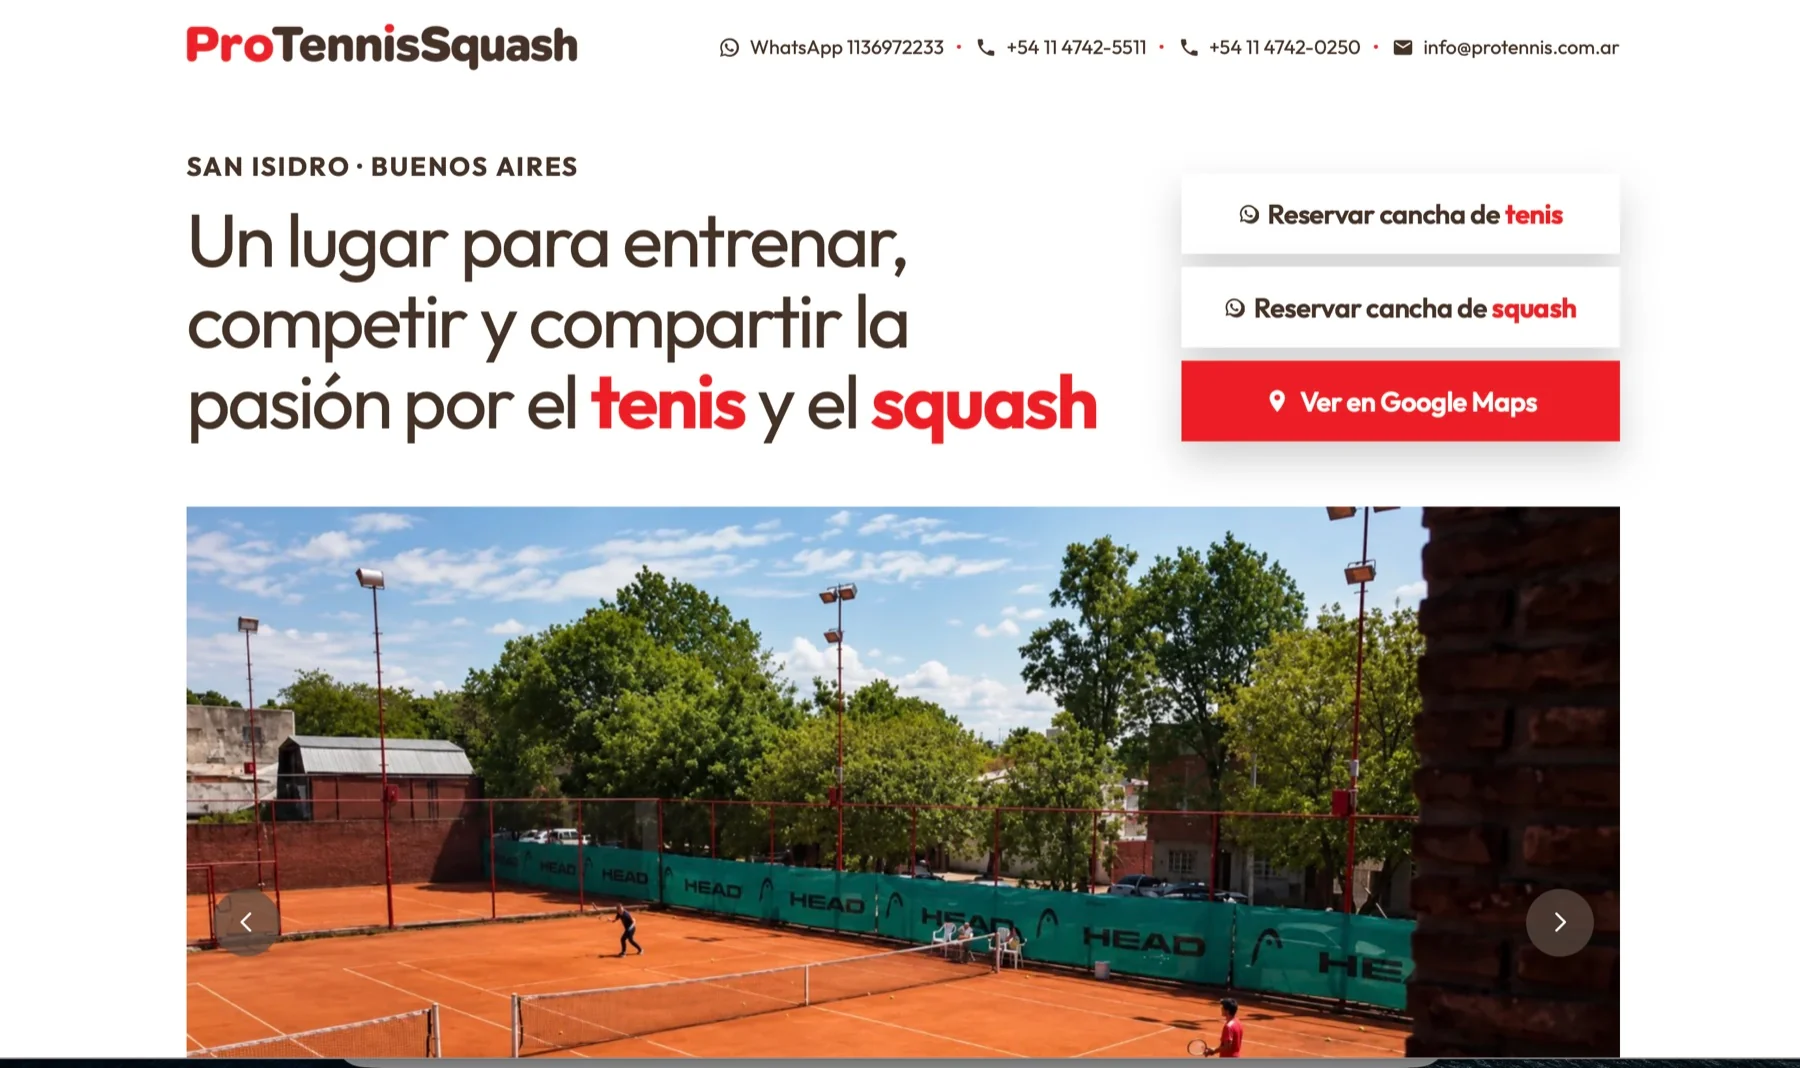 ProTennisSquash
WhatsApp 1136972233 • +54 11 4742-5511 • +54 11 4742-0250 • info@protennis.com.ar
SAN ISIDRO · BUENOS AIRES
Un lugar para entrenar,
competir y compartir la
pasión por el tenis y el squash
Reservar cancha de tenis
Reservar cancha de squash
Ver en Google Maps
HEAD HEAD HEAD HEAD HEAD HEAD HE